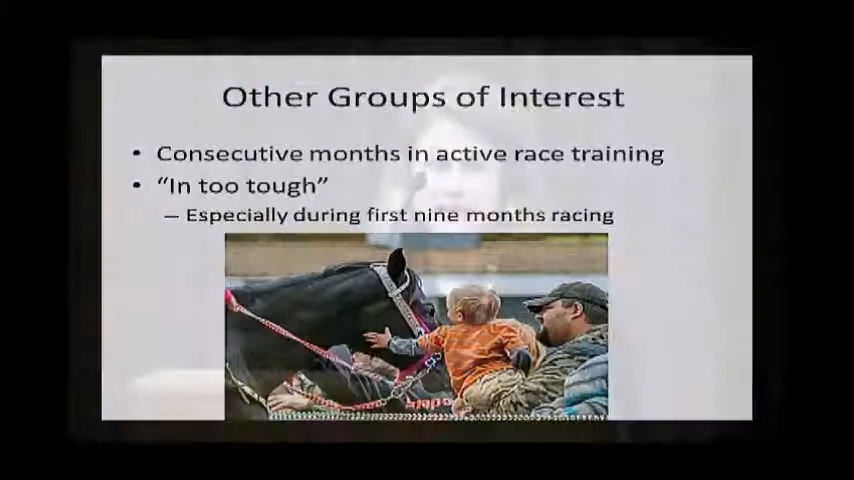 Other Groups of Interest
• Consecutive months in active race training
• “In too tough”
– Especially during first nine months racing